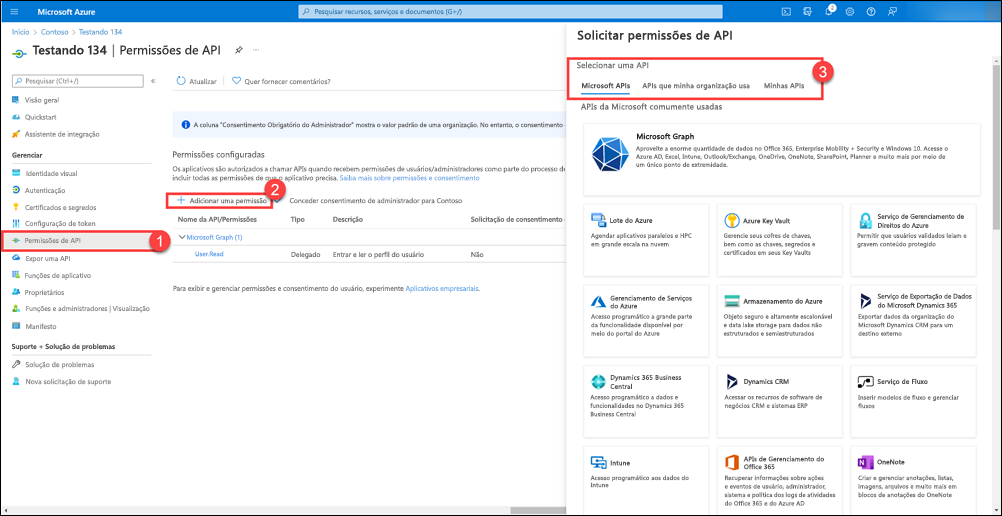 Microsoft Azure
Pesquisar recursos, serviços e documentos (G+/)
2
Início > Contoso > Testando 134
Testando 134 | Permissões de API
Pesquisar (Ctrl+/)
Visão geral
Quickstart
Assistente de integração
Gerenciar
Identidade visual
Autenticação
Certificados e segredos
Configuração de token
Permissões de API
1
Expor uma API
Funções de aplicativo
Proprietários
Funções e administradores | Visualização
Manifesto
Suporte + Solução de problemas
Solução de problemas
Nova solicitação de suporte
Atualizar
Quer fornecer comentários?
A coluna "Consentimento Obrigatório do Administrador" mostra o valor padrão de uma organização. No entanto, o consentimento
Permissões configuradas
Os aplicativos são autorizados a chamar APIs quando recebem permissões de usuários/administradores como parte do processo de
incluir todas as permissões de que o aplicativo precisa. Saiba mais sobre permissões e consentimento
2
Adicionar uma permissão
Conceder consentimento de administrador para Contoso
Nome da API/Permissões Tipo Descrição Solicitação de consentimento
Microsoft Graph (1)
User.Read Delegado Entrar e ler o perfil do usuário Não
Para exibir e gerenciar permissões e consentimento do usuário, experimente Aplicativos empresariais.
Solicitar permissões de API
Selecionar uma API
3
Microsoft APIs APIs que minha organização usa Minhas APIs
APIs da Microsoft comumente usadas
Microsoft Graph
Aproveite a enorme quantidade de dados no Office 365, Enterprise Mobility + Security e Windows 10. Acesse o
Azure AD, Excel, Intune, Outlook/Exchange, OneDrive, OneNote, SharePoint, Planner e muito mais por meio de
um único ponto de extremidade.
Lote do Azure
Agendar aplicativos paralelos e HPC
em grande escala na nuvem
Azure Key Vault
Gerencie seus cofres de chaves,
bem como as chaves, segredos e
certificados em seus Key Vaults
Serviço de Gerenciamento de
Direitos do Azure
Permitir que usuários validados leiam e
gravem conteúdo protegido
Gerenciamento de Serviços
do Azure
Acesso programático a grande parte
da funcionalidade disponível por
meio do portal do Azure
Armazenamento do Azure
Objeto seguro e altamente escalonável
e data lake storage para dados não
estruturados e semiestruturados
Serviço de Exportação de Dados
do Microsoft Dynamics 365
Exportar dados da organização do
Microsoft Dynamics CRM para um
destino externo
Dynamics 365 Business
Central
Acesso programático a dados e
funcionalidades no Dynamics 365
Business Central
Dynamics CRM
Acessar os recursos de software de
negócios CRM e sistemas ERP
Serviço de Fluxo
Inserir modelos de fluxo e gerenciar
fluxos
Intune
Acesso programático aos dados do
Intune
APIs de Gerenciamento do
Office 365
Recuperar informações sobre ações
e eventos de usuário, administrador,
sistema e política dos logs de atividades
do Office 365 e do Azure AD
OneNote
Criar e gerenciar anotações, listas,
imagens, arquivos e muito mais em
blocos de anotações do OneNote